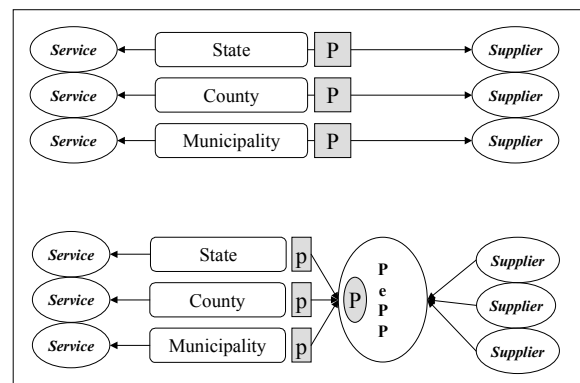 Service State P Supplier
Service County P Supplier
Service Municipality P Supplier
Service State p
Service County p
Service Municipality p
P
P
e
P
P
Supplier
Supplier
Supplier